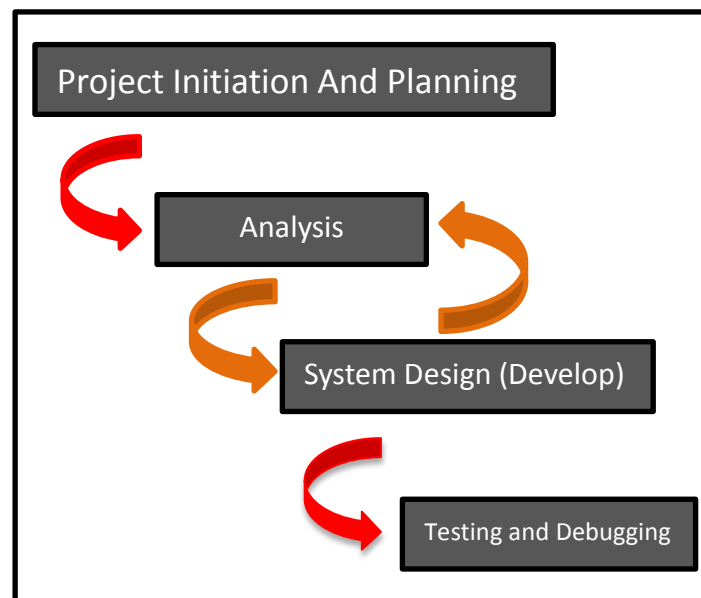 Project Initiation And Planning
Analysis
System Design (Develop)
Testing and Debugging